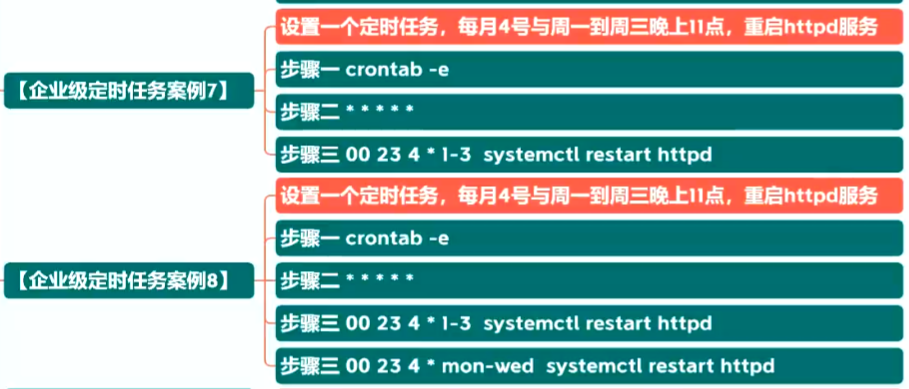 设置一个定时任务，每月4号与周一到周三晚上11点，重启httpd服务
步骤一 crontab -e
【企业级定时任务案例7】
步骤二 * * * * *
步骤三 00 23 4 * 1-3 systemctl restart httpd
设置一个定时任务，每月4号与周一到周三晚上11点，重启httpd服务
步骤一 crontab -e
【企业级定时任务案例8】
步骤二 * * * * *
步骤三 00 23 4 * 1-3 systemctl restart httpd
步骤三 00 23 4 * mon-wed systemctl restart httpd